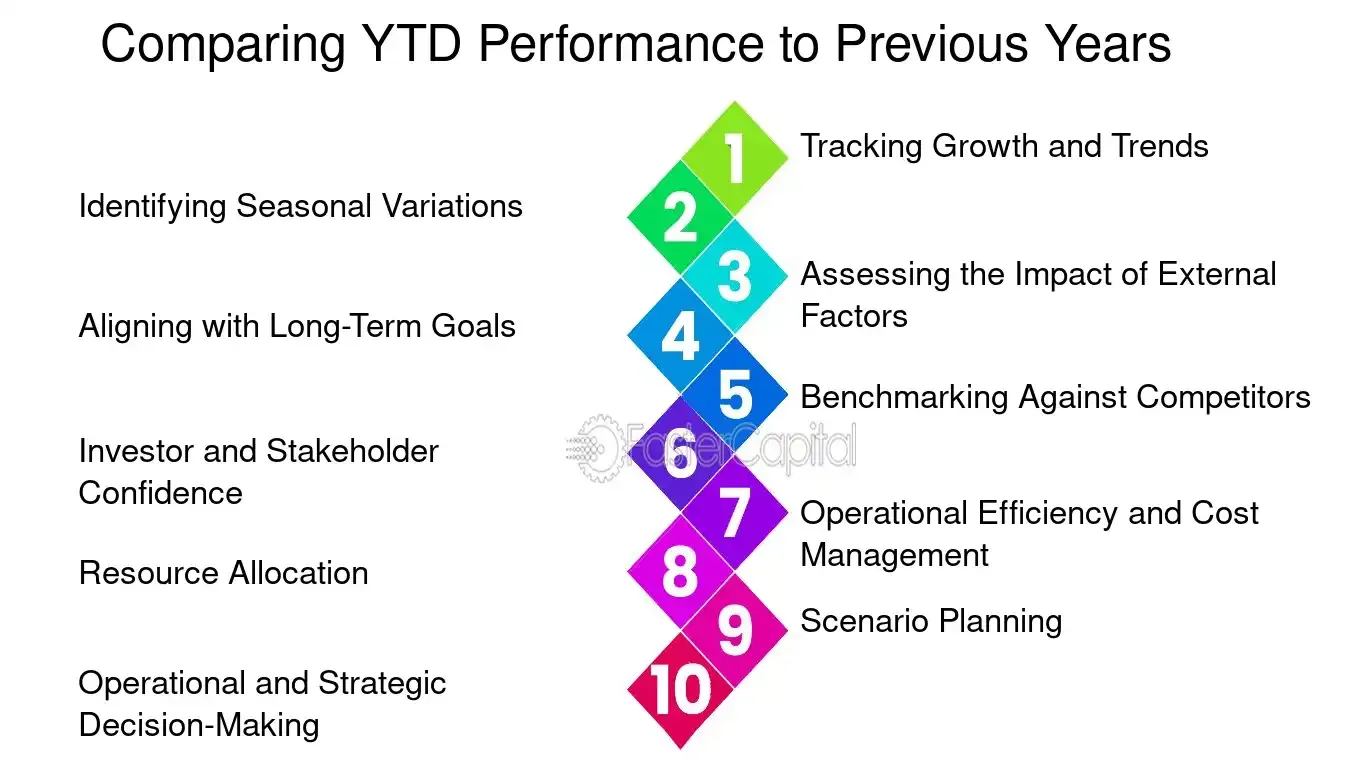 Comparing YTD Performance to Previous Years
1
Tracking Growth and Trends
2
Identifying Seasonal Variations
3
Assessing the Impact of External
Factors
4
Aligning with Long-Term Goals
5
Benchmarking Against Competitors
6
Investor and Stakeholder
Confidence
FasterCapital
7
Operational Efficiency and Cost
Management
8
Resource Allocation
9
Scenario Planning
10
Operational and Strategic
Decision-Making